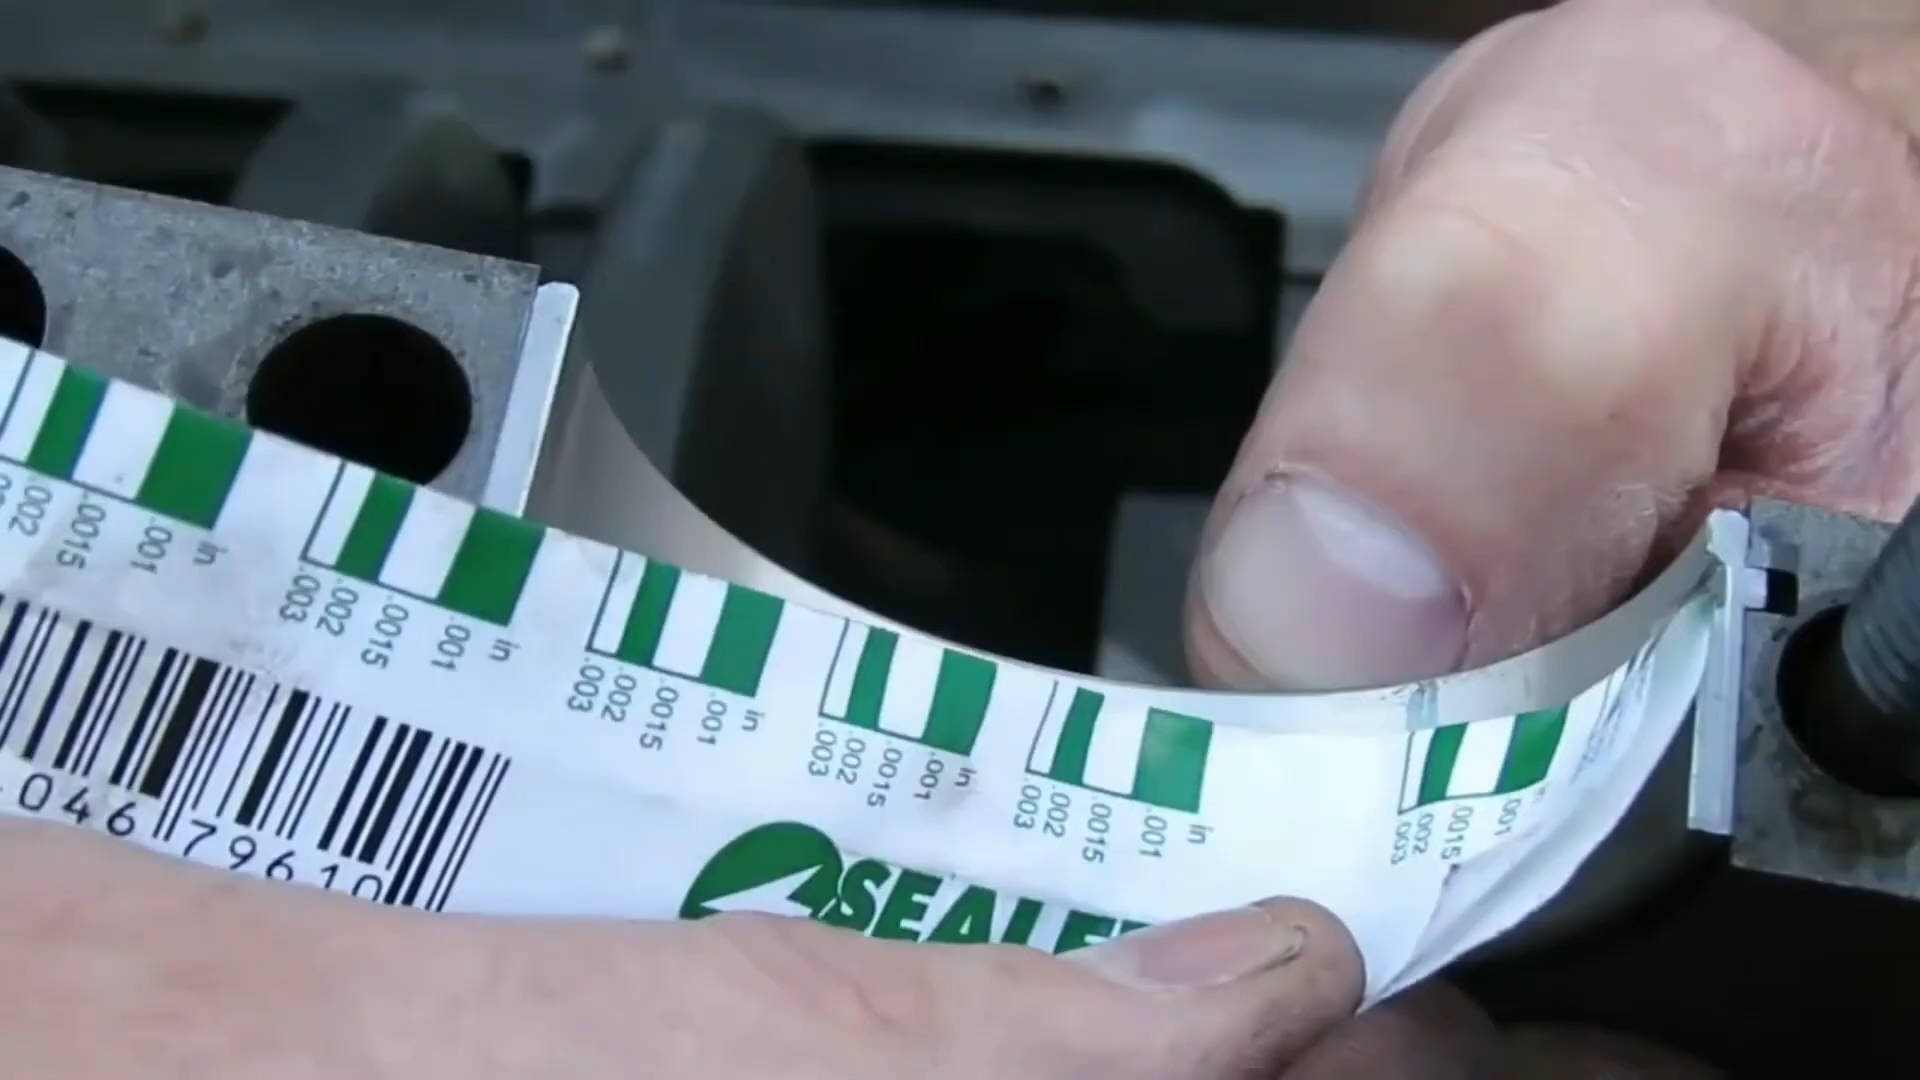 .002 .0015 .001 in
.003 .002 .0015 .001 in
.003 .002 .0015 .001 in
.003 .002 .0015 .001 in
.003 .002 .0015 .001 in
.003 .002 .0015 .001
046 79610
SEALE